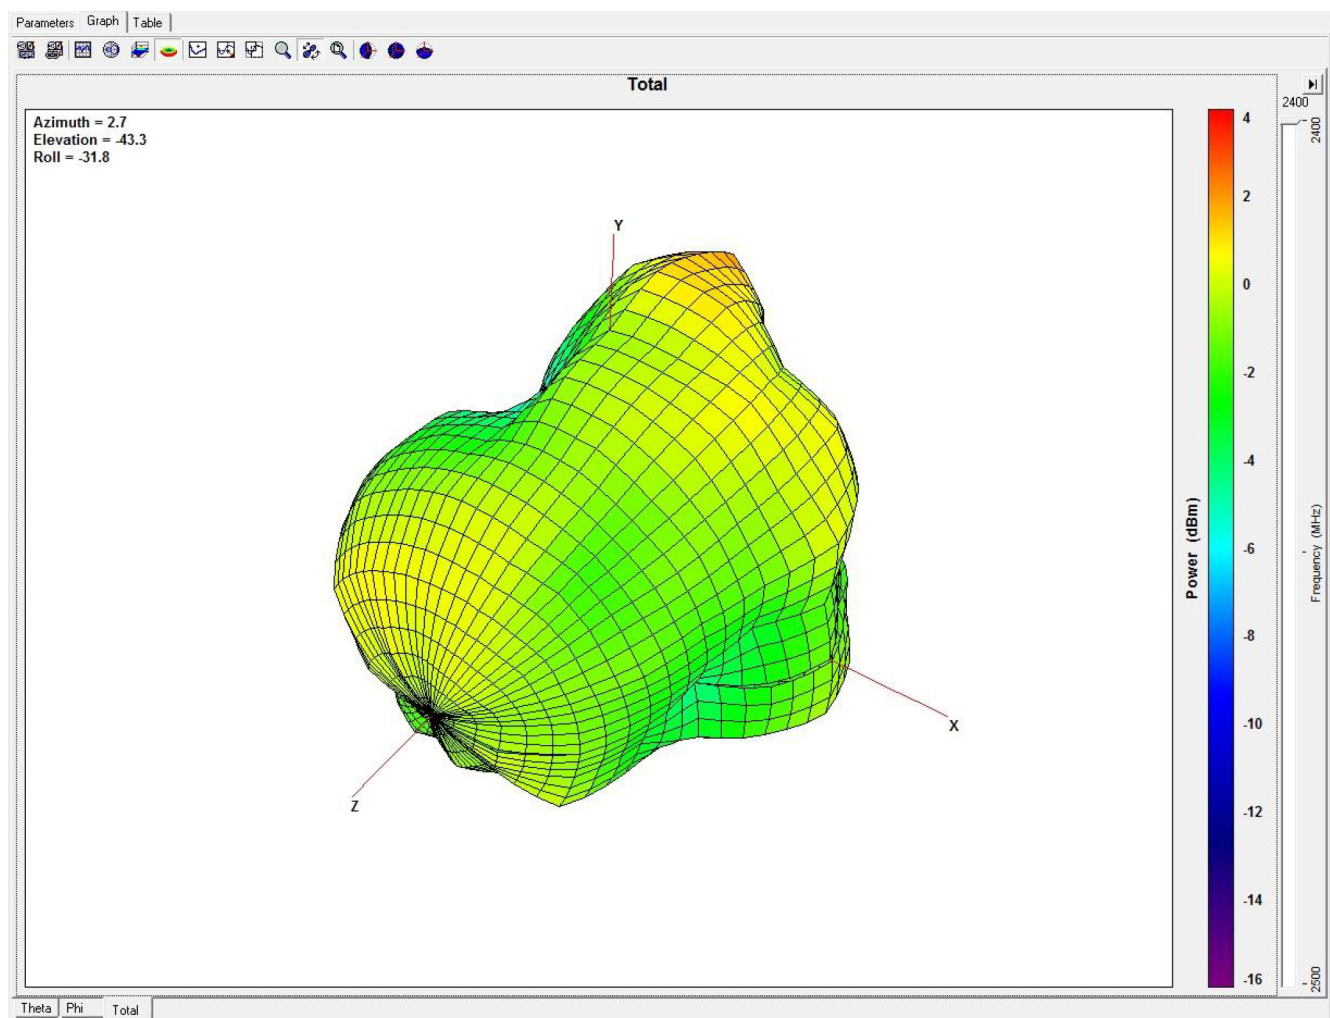 Parameters Graph Table
Total
Azimuth = 2.7
Elevation = -43.3
Roll = -31.8
Y
X
Z
4
2
0
-2
-4
-6
-8
-10
-12
-14
-16
Power (dBm)
2400
2400
Frequency (MHz)
2500
Theta Phi Total